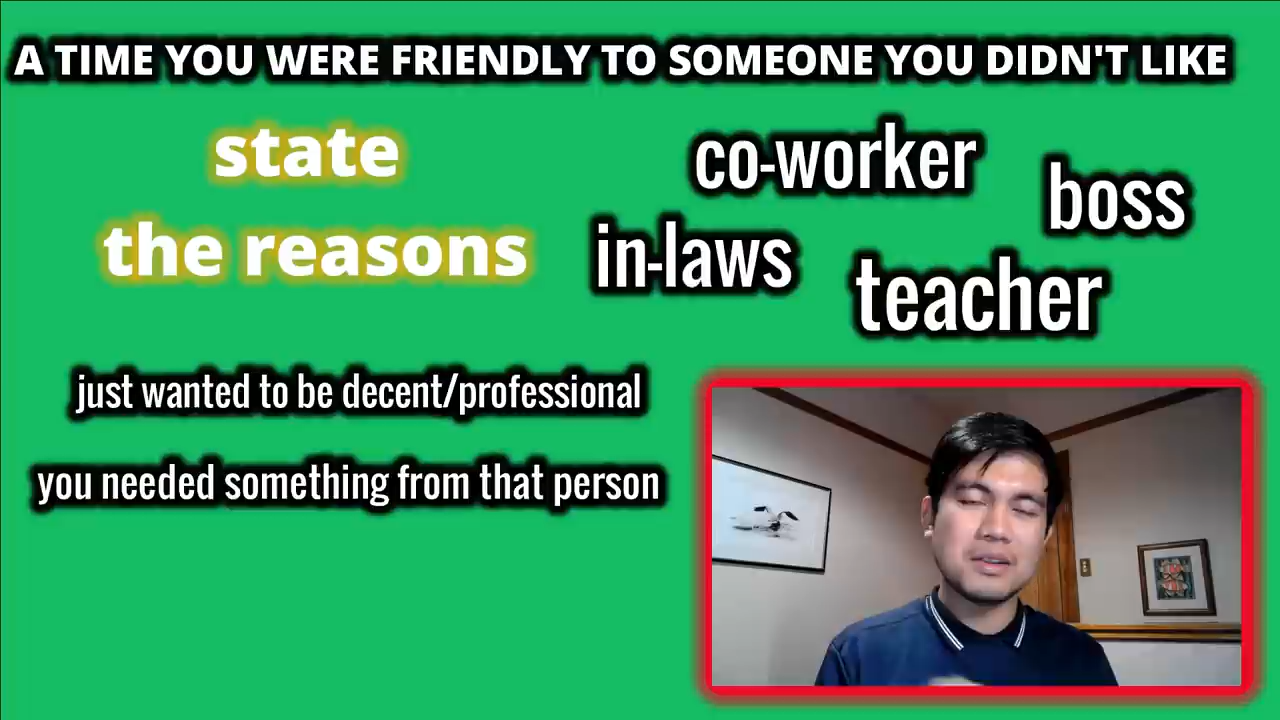 A TIME YOU WERE FRIENDLY TO SOMEONE YOU DIDN'T LIKE
state
the reasons
co-worker
boss
in-laws
teacher
just wanted to be decent/professional
you needed something from that person